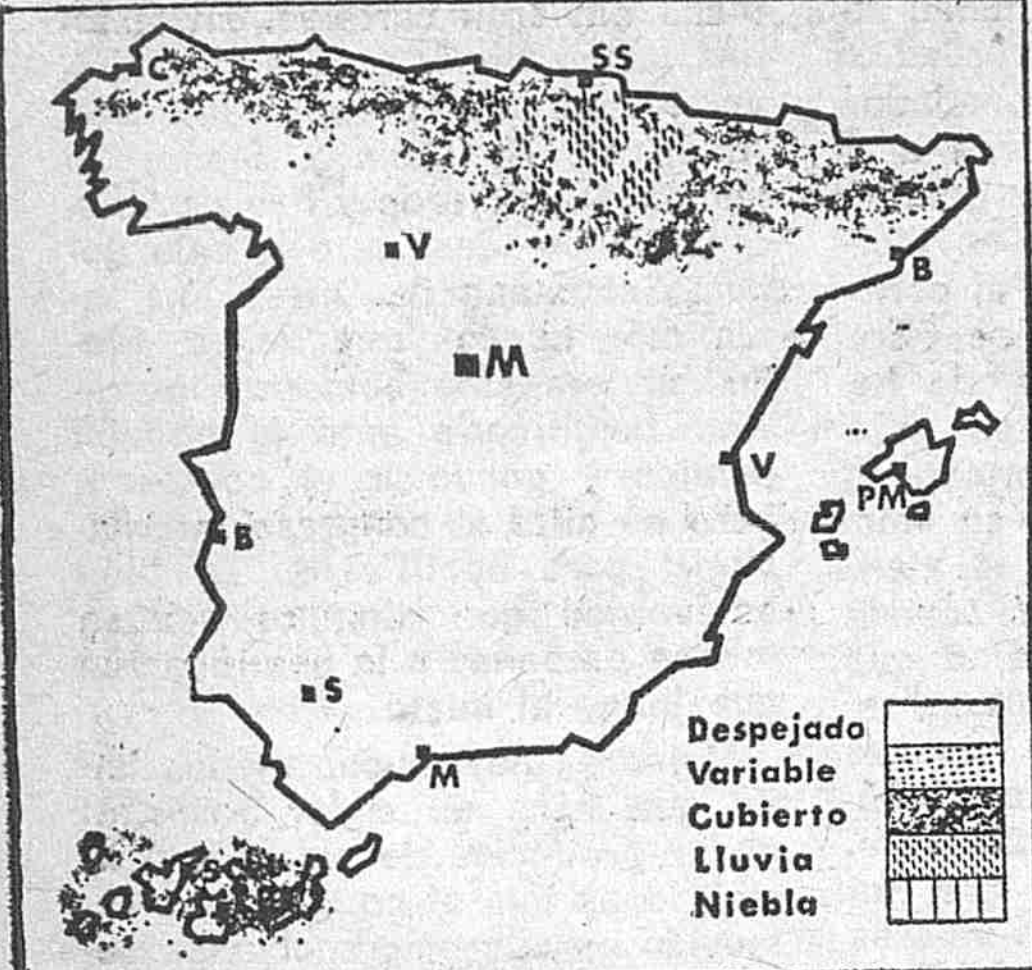 SS
C
G
V
B
M
V
PM
B
S
M
SC
Despejado
Variable
Cubierto
Lluvia
Niebla